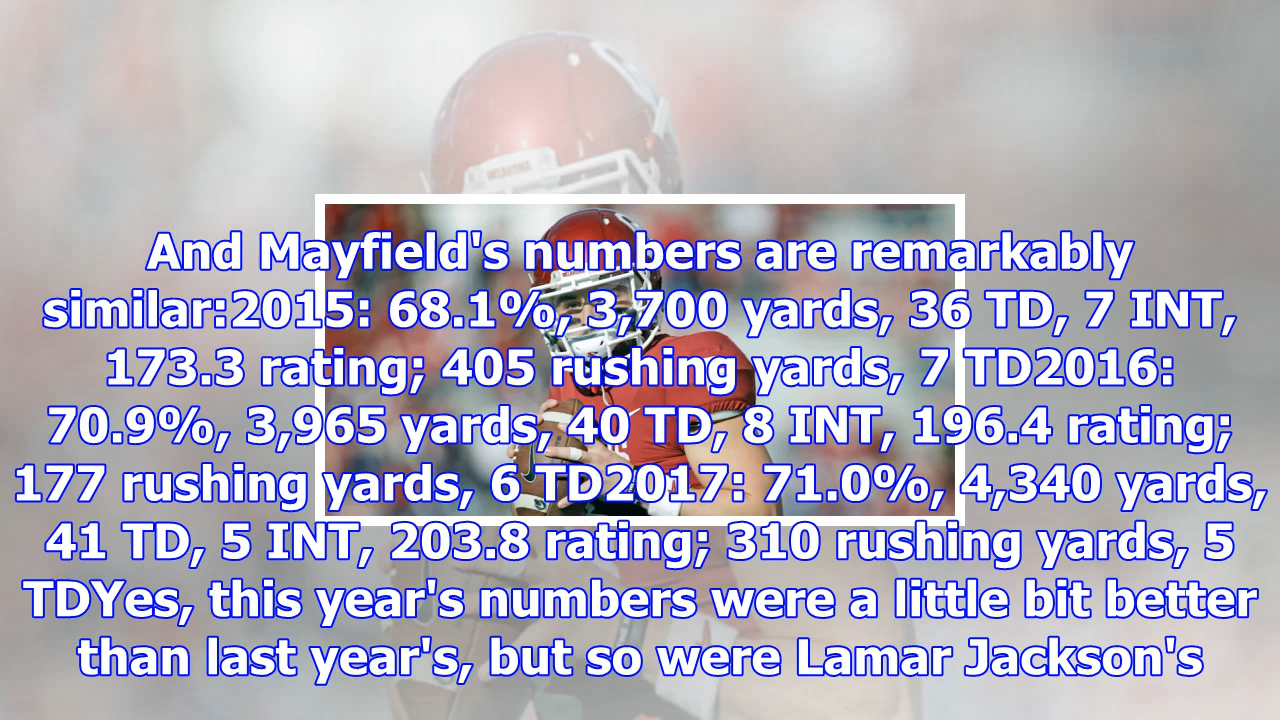 OKLAHOMA
And Mayfield's numbers are remarkably
similar:2015: 68.1%, 3,700 yards, 36 TD, 7 INT,
173.3 rating; 405 rushing yards, 7 TD2016:
70.9%, 3,965 yards, 40 TD, 8 INT, 196.4 rating;
177 rushing yards, 6 TD2017: 71.0%, 4,340 yards,
41 TD, 5 INT, 203.8 rating; 310 rushing yards, 5
TDYes, this year's numbers were a little bit better
than last year's, but so were Lamar Jackson's